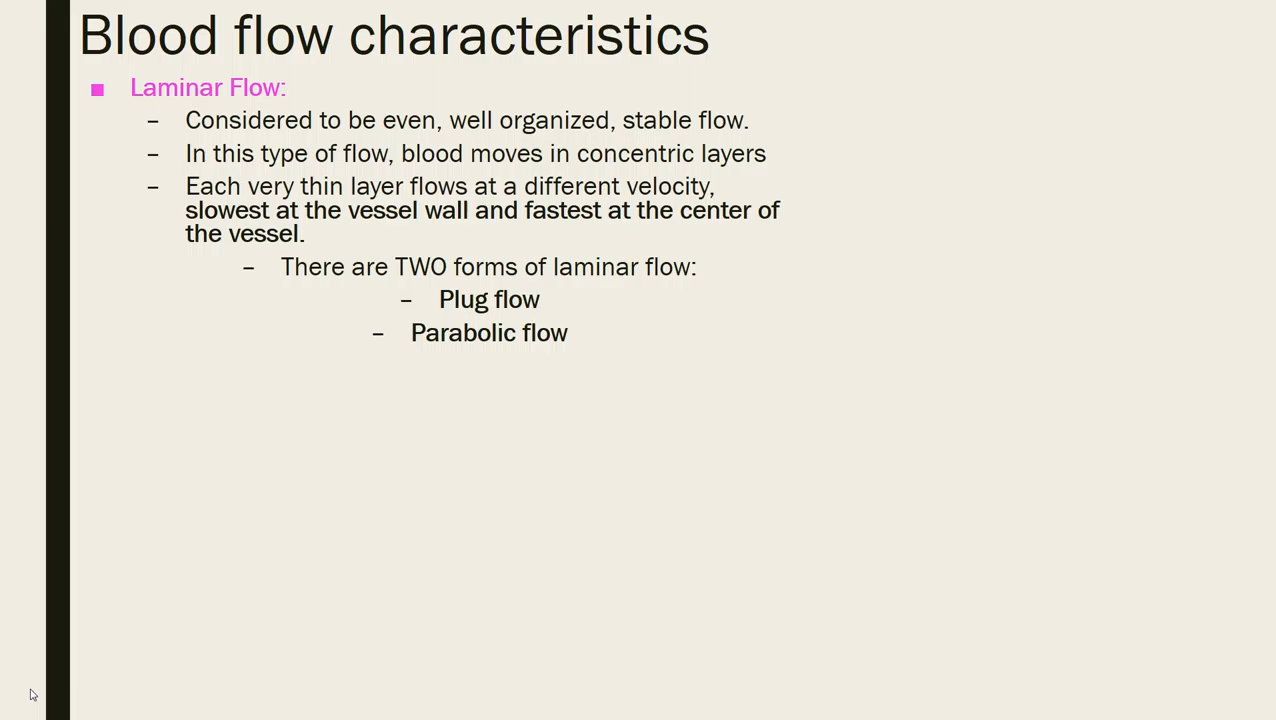 Blood flow characteristics
■ Laminar Flow:
– Considered to be even, well organized, stable flow.
– In this type of flow, blood moves in concentric layers
– Each very thin layer flows at a different velocity,
slowest at the vessel wall and fastest at the center of
the vessel.
– There are TWO forms of laminar flow:
– Plug flow
– Parabolic flow